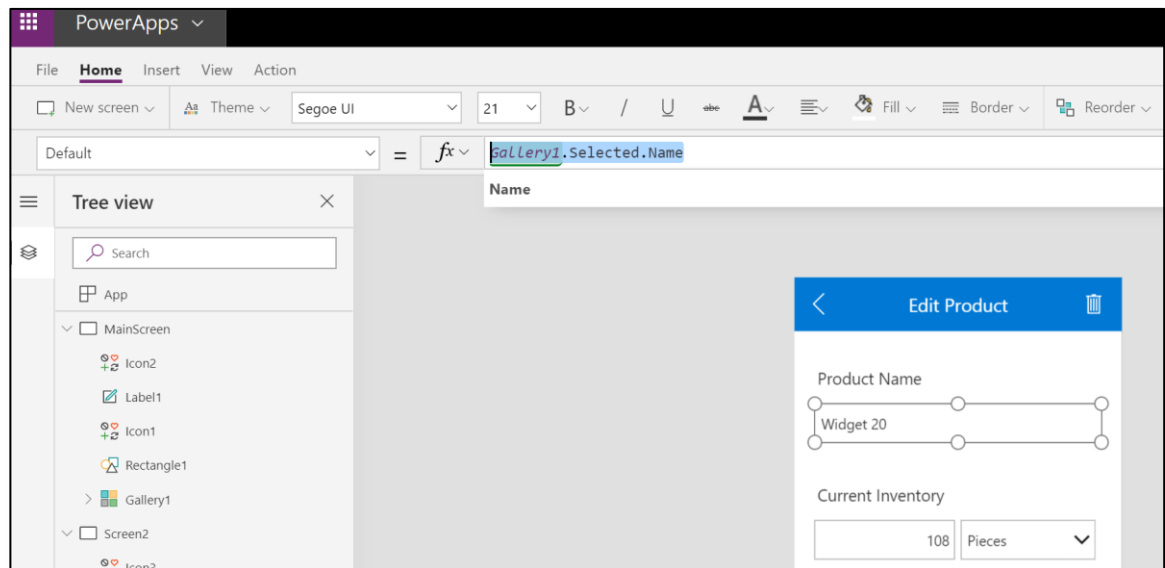 PowerApps
File Home Insert View Action
New screen Aa Theme Segoe UI 21 B / U abc A Fill Border Reorder
Default = fx Gallery1.Selected.Name
Name
Tree view
Search
App
MainScreen
Icon2
Label1
Icon1
Rectangle1
Gallery1
Screen2
Icon3
Edit Product
Product Name
Widget 20
Current Inventory
108 Pieces